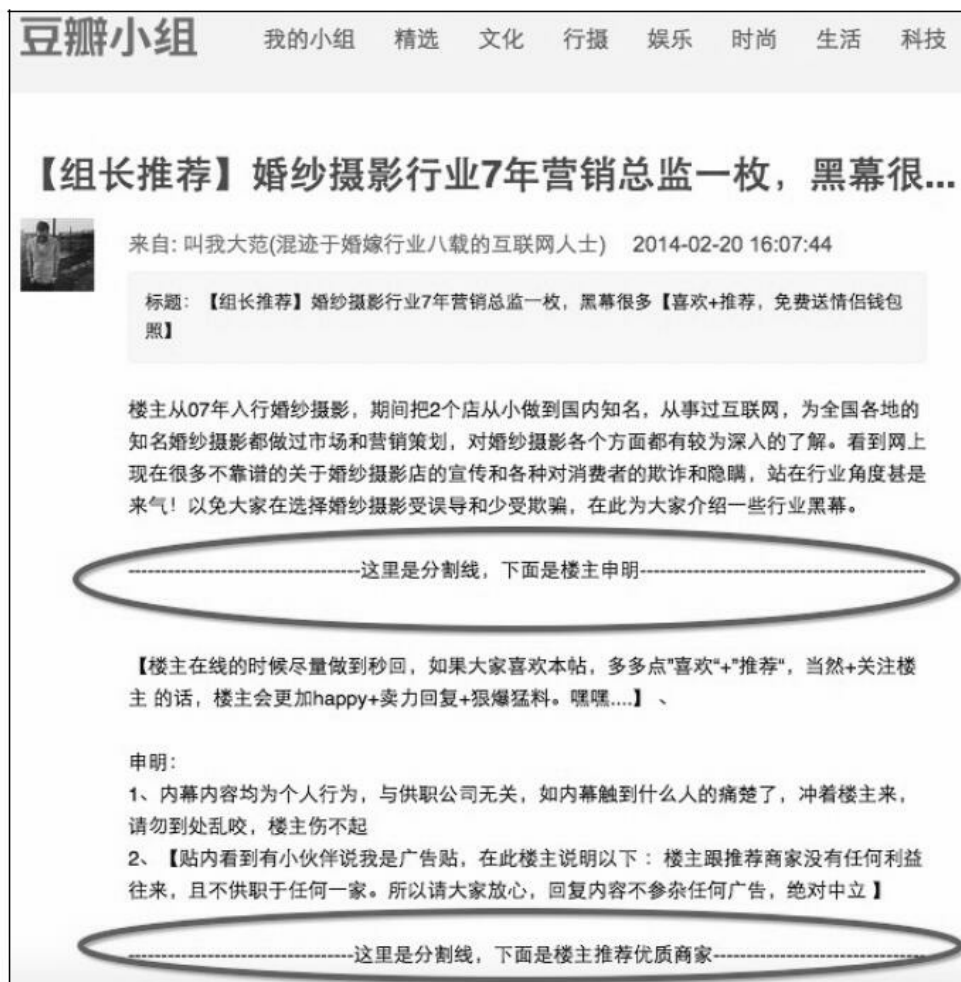 豆瓣小组 我的小组 精选 文化 行摄 娱乐 时尚 生活 科技
【组长推荐】婚纱摄影行业7年营销总监一枚，黑幕很...
来自: 叫我大范(混迹于婚嫁行业八载的互联网人士) 2014-02-20 16:07:44
标题：【组长推荐】婚纱摄影行业7年营销总监一枚，黑幕很多【喜欢+推荐，免费送情侣钱包
照】
楼主从07年入行婚纱摄影，期间把2个店从小做到国内知名，从事过互联网，为全国各地的
知名婚纱摄影都做过市场和营销策划，对婚纱摄影各个方面都有较为深入的了解。看到网上
现在很多不靠谱的关于婚纱摄影店的宣传和各种对消费者的欺诈和隐瞒，站在行业角度甚是
来气！以免大家在选择婚纱摄影受误导和少受欺骗，在此为大家介绍一些行业黑幕。
-----------------------------------这里是分割线，下面是楼主申明-------------------------------------------
【楼主在线的时候尽量做到秒回，如果大家喜欢本帖，多多点"喜欢"+"推荐"，当然+关注楼
主 的话，楼主会更加happy+卖力回复+狠爆猛料。嘿嘿....】 、
申明：
1、内幕内容均为个人行为，与供职公司无关，如内幕触到什么人的痛楚了，冲着楼主来，
请勿到处乱咬，楼主伤不起
2、【贴内看到有小伙伴说我是广告贴，在此楼主说明以下 ：楼主跟推荐商家没有任何利益
往来，且不供职于任何一家。所以请大家放心，回复内容不参杂任何广告，绝对中立 】
----------------------------------这里是分割线，下面是楼主推荐优质商家--------------------------------